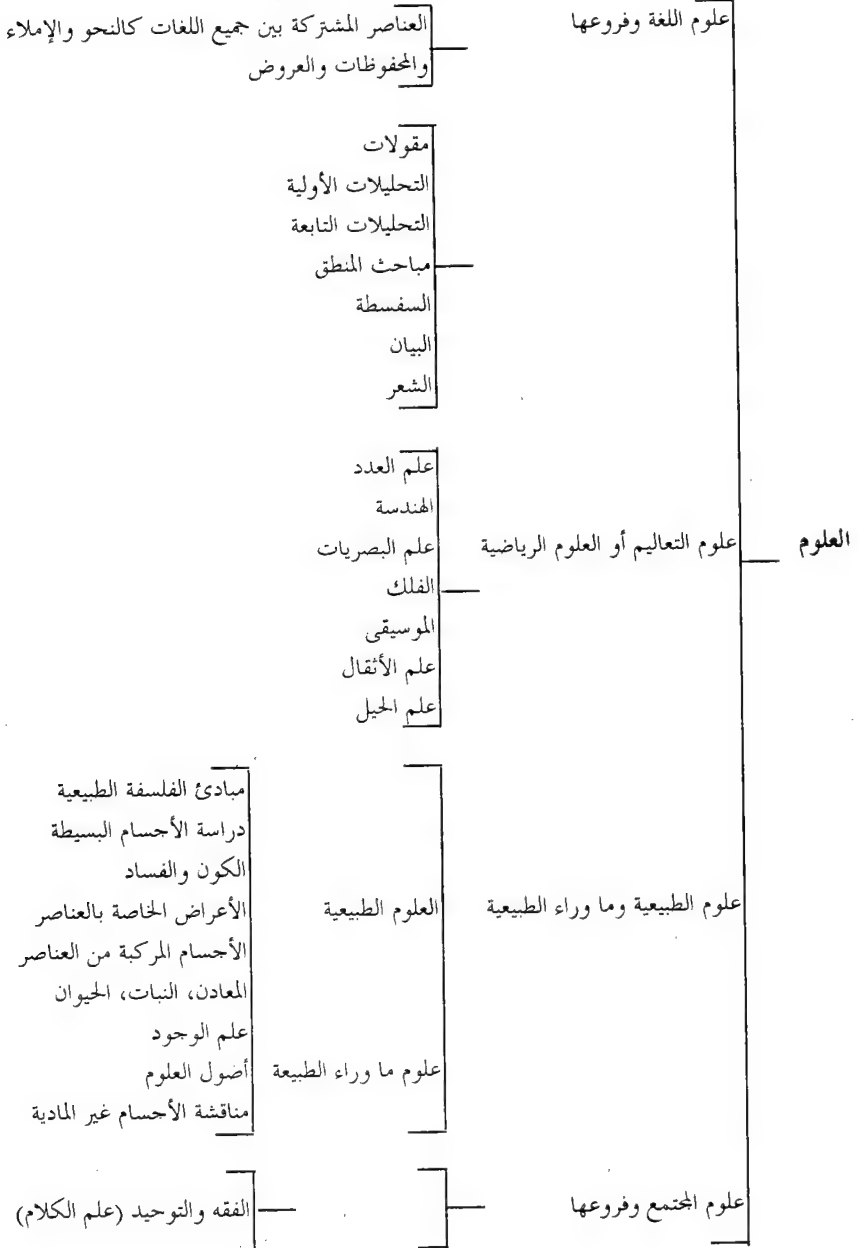 العلوم
علوم اللغة وفروعها
العناصر المشتركة بين جميع اللغات كالنحو والإملاء
والمحفوظات والعروض
مقولات
التحليلات الأولية
التحليلات التابعة
مباحث المنطق
السفسطة
البيان
الشعر
علوم التعاليم أو العلوم الرياضية
علم العدد
الهندسة
علم البصريات
الفلك
الموسيقى
علم الأثقال
علم الحيل
علوم الطبيعية وما وراء الطبيعية
العلوم الطبيعية
مبادئ الفلسفة الطبيعية
دراسة الأجسام البسيطة
الكون والفساد
الأعراض الخاصة بالعناصر
الأجسام المركبة من العناصر
المعادن، النبات، الحيوان
علوم ما وراء الطبيعة
علم الوجود
أضول العلوم
مناقشة الأجسام غير المادية
علوم المجتمع وفروعها
الفقه والتوحيد (علم الكلام)